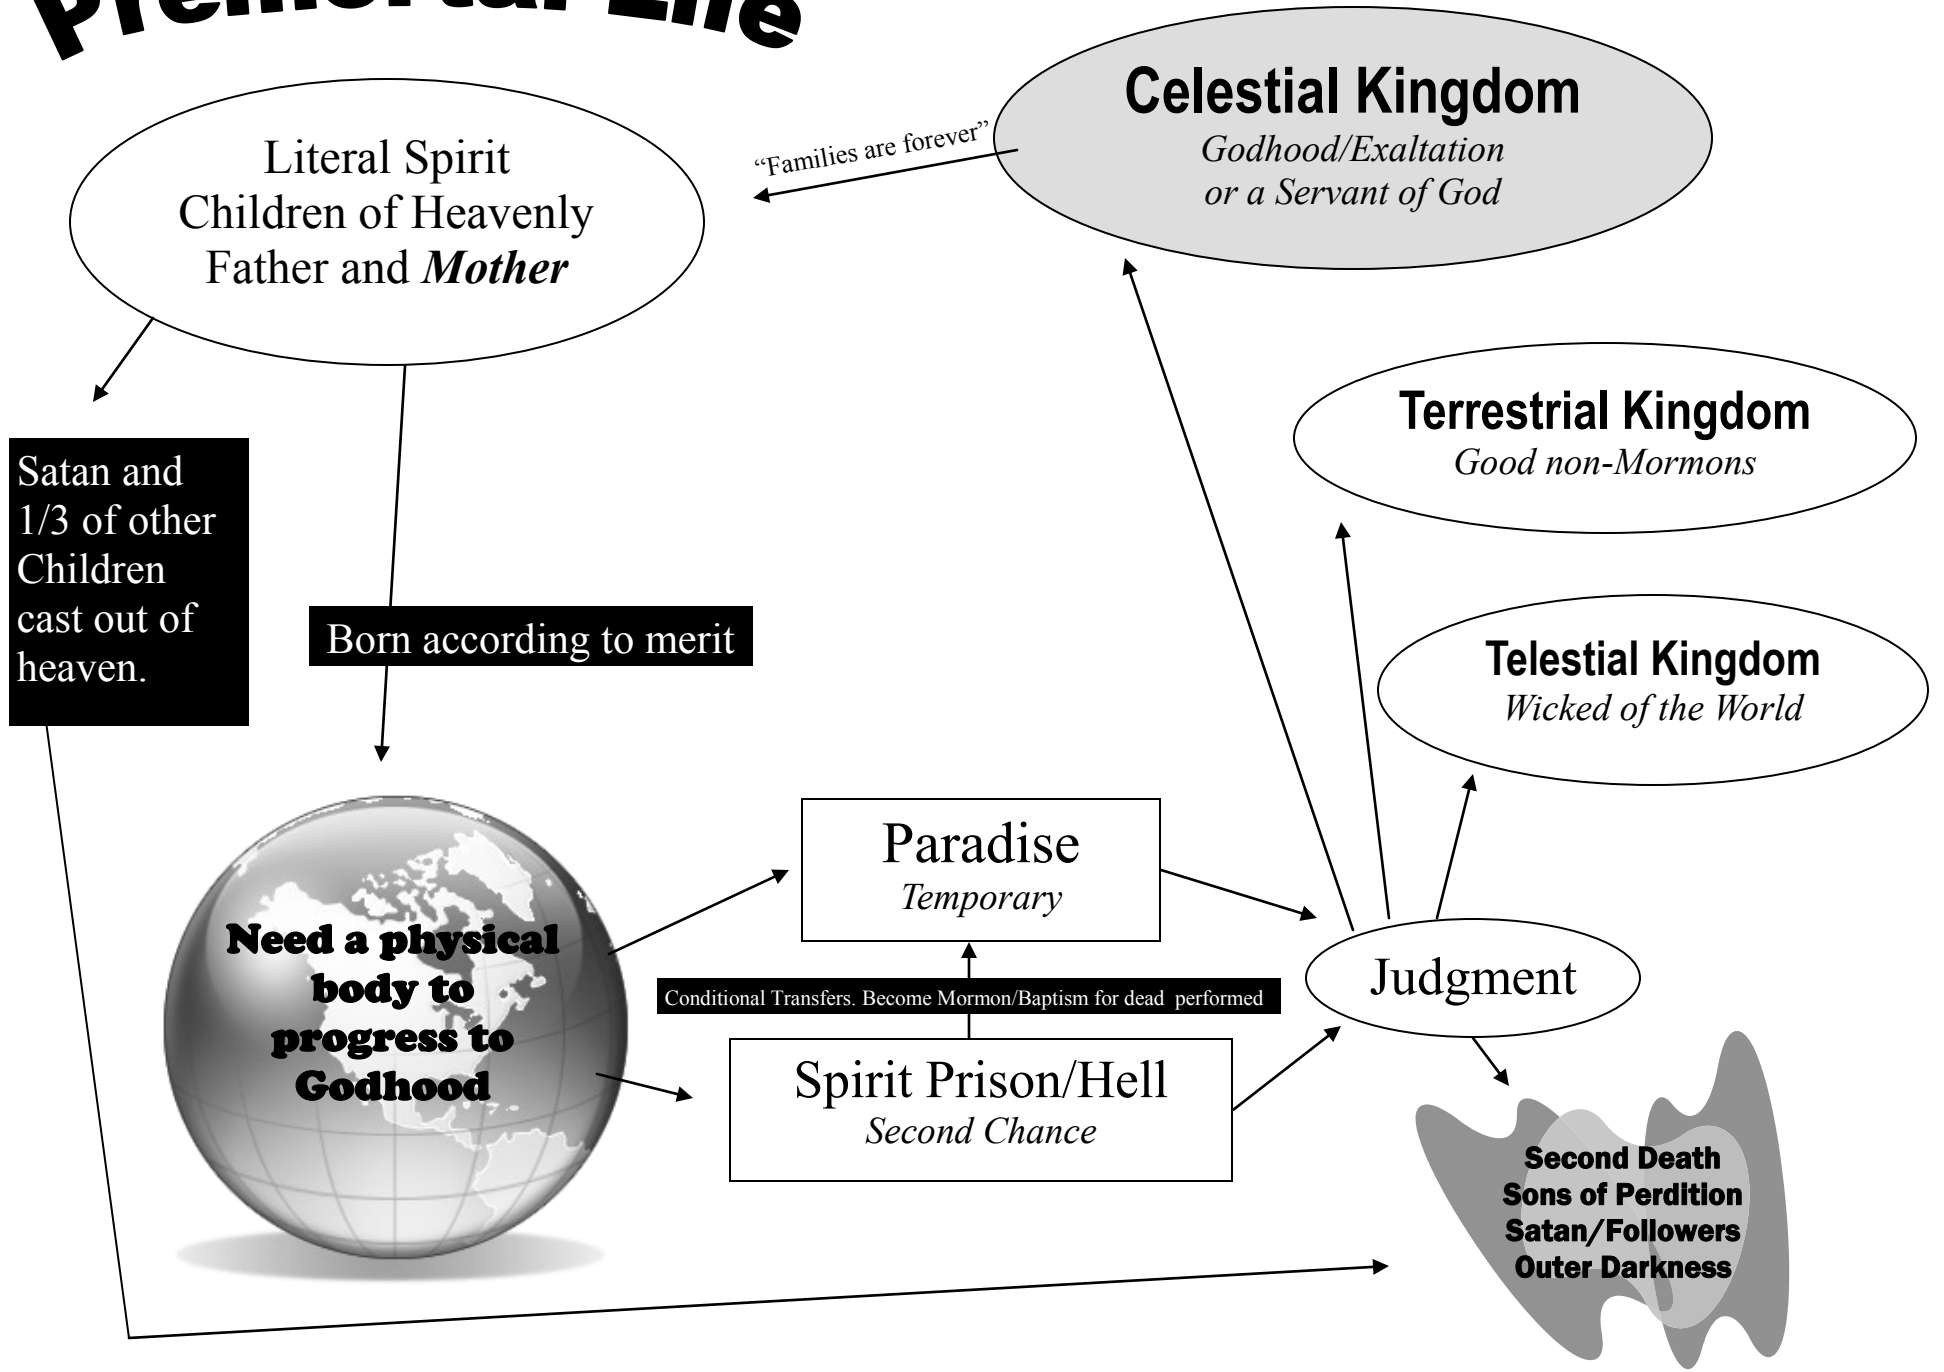 Premortal Life
Literal Spirit
Children of Heavenly
Father and Mother
“Families are forever”
Celestial Kingdom
Godhood/Exaltation
or a Servant of God
Terrestrial Kingdom
Good non-Mormons
Telestial Kingdom
Wicked of the World
Satan and
1/3 of other
Children
cast out of
heaven.
Born according to merit
Need a physical
body to
progress to
Godhood
Paradise
Temporary
Conditional Transfers. Become Mormon/Baptism for dead performed
Spirit Prison/Hell
Second Chance
Judgment
Second Death
Sons of Perdition
Satan/Followers
Outer Darkness